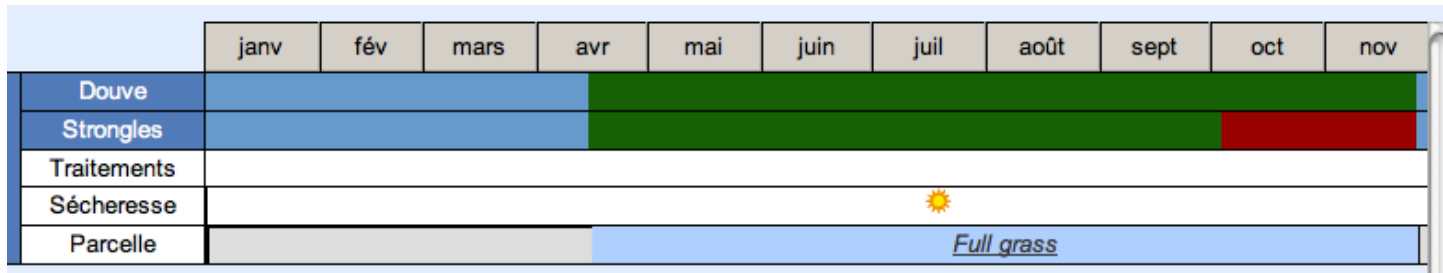 janv fév mars avr mai juin juil août sept oct nov
Douve
Strongles
Traitements
Sécheresse
Parcelle Full grass